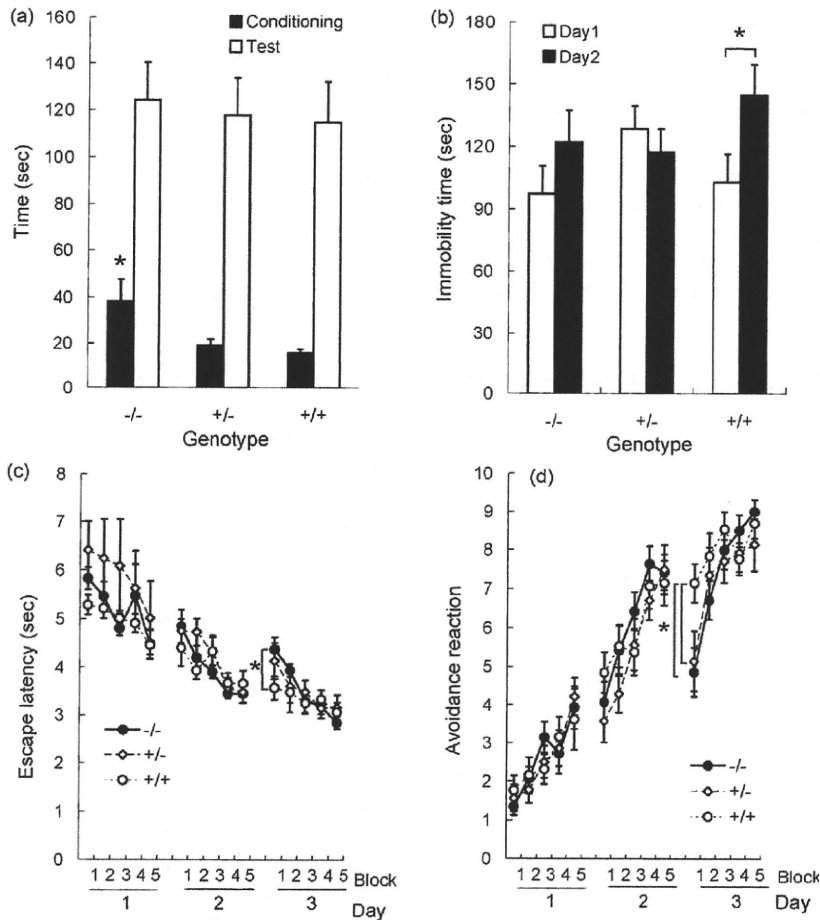 (a)
Conditioning
Test
160
140
120
100
80
60
40
20
0
Time (sec)
*
-/-
+/-
+/+
Genotype
(b)
Day1
Day2
180
150
120
90
60
30
0
Immobility time (sec)
*
-/-
+/-
+/+
Genotype
(c)
8
7
6
5
4
3
2
1
0
Escape latency (sec)
*
-/-
+/-
+/+
1 2 3 4 5 1 2 3 4 5 1 2 3 4 5 Block
1 2 3 Day
(d)
10
9
8
7
6
5
4
3
2
1
0
Avoidance reaction
*
-/-
+/-
+/+
1 2 3 4 5 1 2 3 4 5 1 2 3 4 5 Block
1 2 3 Day